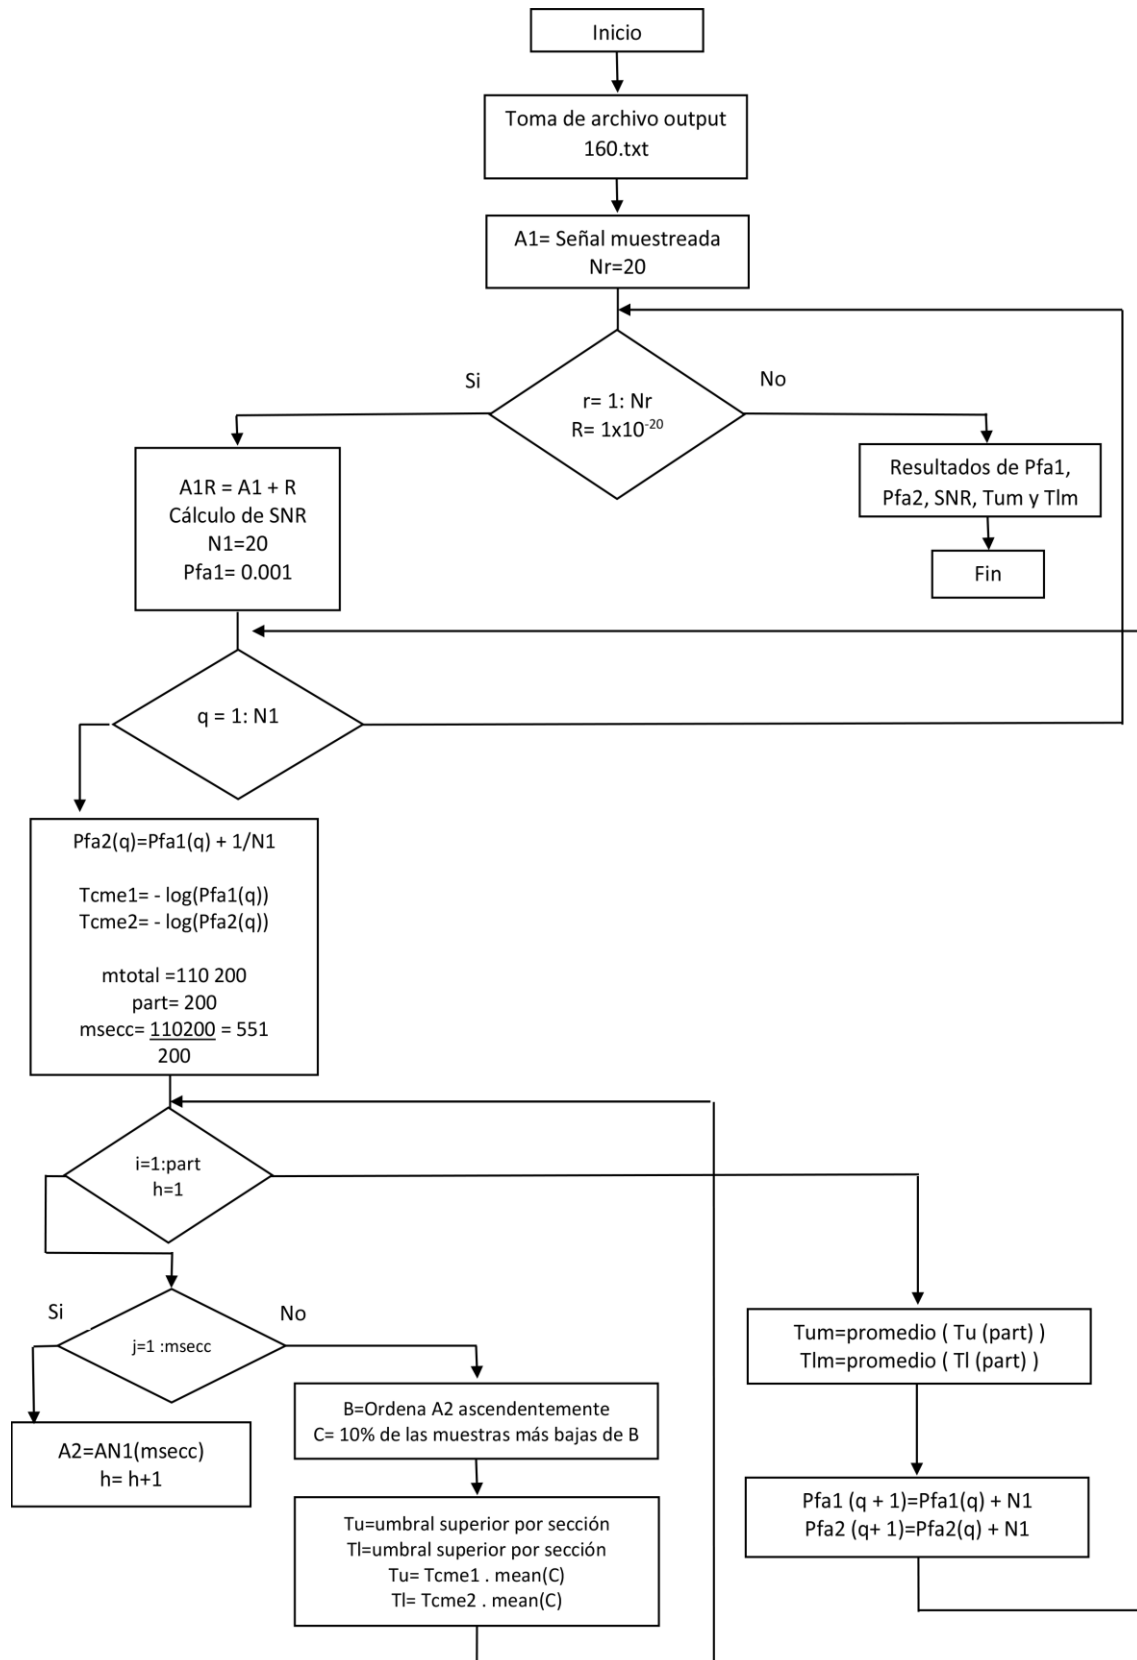 Inicio
Toma de archivo output
160.txt
A1= Señal muestreada
Nr=20
Si
No
r= 1: Nr
R= 1x10⁻²⁰
A1R = A1 + R
Cálculo de SNR
N1=20
Pfa1= 0.001
Resultados de Pfa1,
Pfa2, SNR, Tum y Tlm
Fin
q = 1: N1
Pfa2(q)=Pfa1(q) + 1/N1
Tcme1= - log(Pfa1(q))
Tcme2= - log(Pfa2(q))
mtotal =110 200
part= 200
msecc= 110200 = 551
200
i=1:part
h=1
Si
No
j=1 :msecc
A2=AN1(msecc)
h= h+1
B=Ordena A2 ascendentemente
C= 10% de las muestras más bajas de B
Tu=umbral superior por sección
Tl=umbral superior por sección
Tu= Tcme1 . mean(C)
Tl= Tcme2 . mean(C)
Tum=promedio ( Tu (part) )
Tlm=promedio ( Tl (part) )
Pfa1 (q + 1)=Pfa1(q) + N1
Pfa2 (q+ 1)=Pfa2(q) + N1